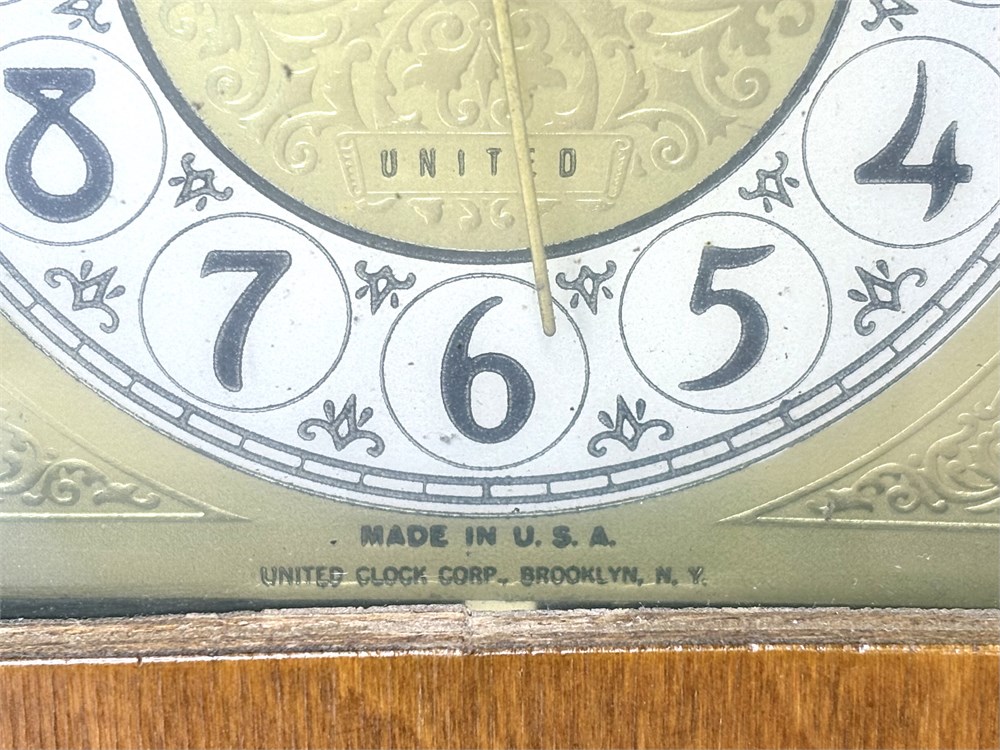 8
4
UNITED
7
6
5
MADE IN U. S. A.
UNITED CLOCK CORP., BROOKLYN, N. Y.